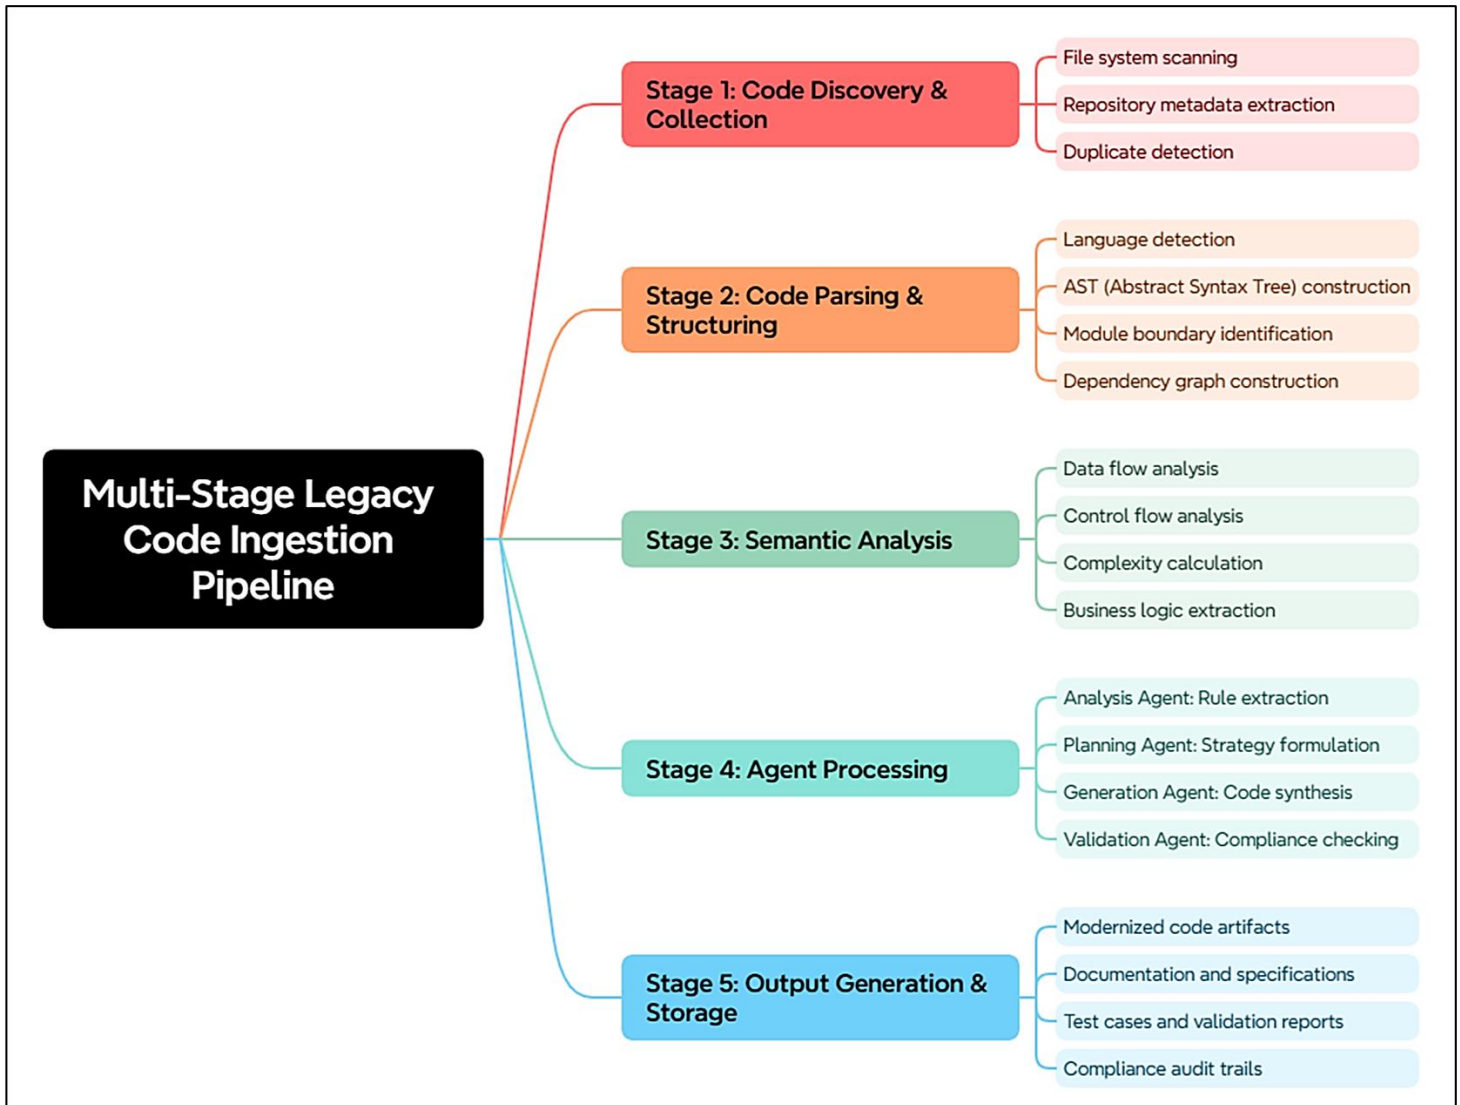 Multi-Stage Legacy
Code Ingestion
Pipeline
Stage 1: Code Discovery &
Collection
File system scanning
Repository metadata extraction
Duplicate detection
Stage 2: Code Parsing &
Structuring
Language detection
AST (Abstract Syntax Tree) construction
Module boundary identification
Dependency graph construction
Stage 3: Semantic Analysis
Data flow analysis
Control flow analysis
Complexity calculation
Business logic extraction
Stage 4: Agent Processing
Analysis Agent: Rule extraction
Planning Agent: Strategy formulation
Generation Agent: Code synthesis
Validation Agent: Compliance checking
Stage 5: Output Generation &
Storage
Modernized code artifacts
Documentation and specifications
Test cases and validation reports
Compliance audit trails